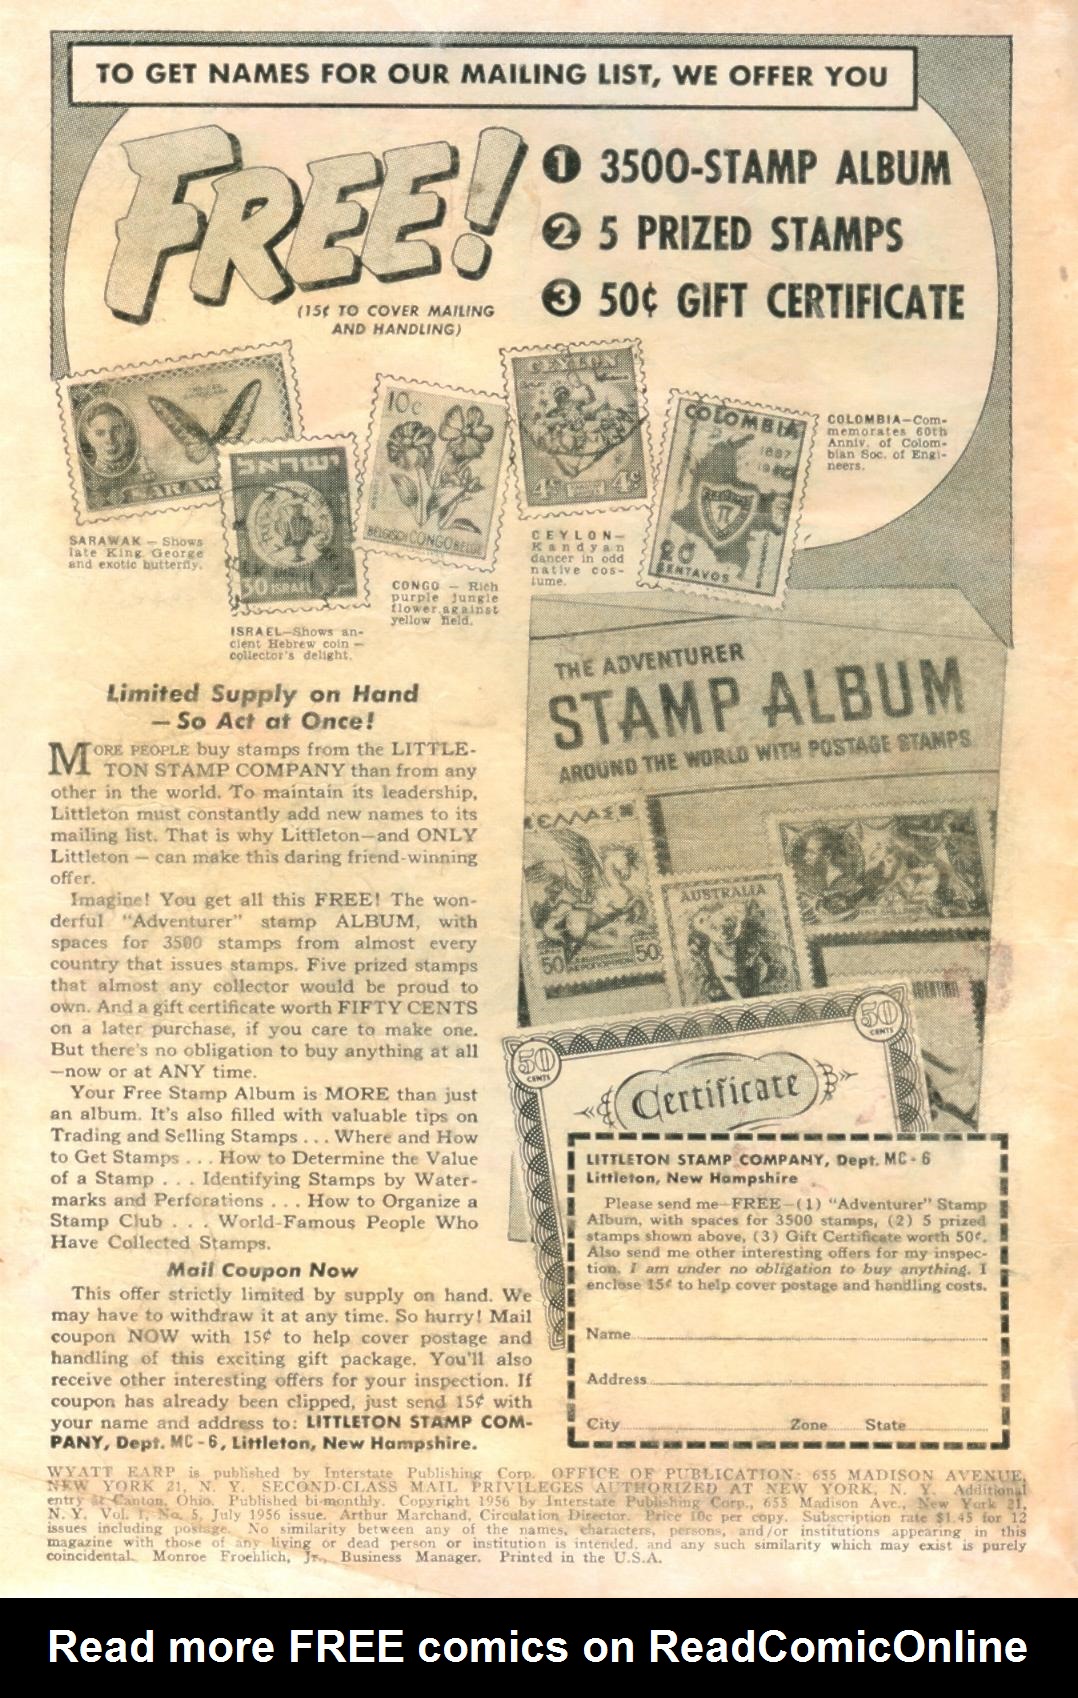 TO GET NAMES FOR OUR MAILING LIST, WE OFFER YOU
FREE!
(15¢ TO COVER MAILING
AND HANDLING)
1 3500-STAMP ALBUM
2 5 PRIZED STAMPS
3 50¢ GIFT CERTIFICATE
SARAWAK — Shows
late King George
and exotic butterfly.
ישראל
50
ISRAEL—Shows an-
cient Hebrew coin —
collector's delight.
10c
BELGISCH CONGO BELGE
CONGO — Rich
purple jungle
flower against
yellow field.
CEYLON
4¢ 4¢
CEYLON—
Kandyan
dancer in odd
native cos-
tume.
COLOMBIA
1887
20
CENTAVOS
COLOMBIA—Com-
memorates 60th
Anniv. of Colom-
bian Soc. of Engi-
neers.
THE ADVENTURER
STAMP ALBUM
AROUND THE WORLD WITH POSTAGE STAMPS
ΕΛΛΑΣ
50 50
AUSTRALIA
Limited Supply on Hand
— So Act at Once!
MORE PEOPLE buy stamps from the LITTLE-
TON STAMP COMPANY than from any
other in the world. To maintain its leadership,
Littleton must constantly add new names to its
mailing list. That is why Littleton—and ONLY
Littleton — can make this daring friend-winning
offer.
Imagine! You get all this FREE! The won-
derful "Adventurer" stamp ALBUM, with
spaces for 3500 stamps from almost every
country that issues stamps. Five prized stamps
that almost any collector would be proud to
own. And a gift certificate worth FIFTY CENTS
on a later purchase, if you care to make one.
But there's no obligation to buy anything at all
—now or at ANY time.
Your Free Stamp Album is MORE than just
an album. It's also filled with valuable tips on
Trading and Selling Stamps . . . Where and How
to Get Stamps . . . How to Determine the Value
of a Stamp . . . Identifying Stamps by Water-
marks and Perforations . . . How to Organize a
Stamp Club . . . World-Famous People Who
Have Collected Stamps.
Mail Coupon Now
This offer strictly limited by supply on hand. We
may have to withdraw it at any time. So hurry! Mail
coupon NOW with 15¢ to help cover postage and
handling of this exciting gift package. You'll also
receive other interesting offers for your inspection. If
coupon has already been clipped, just send 15¢ with
your name and address to: LITTLETON STAMP COM-
PANY, Dept. MC-6, Littleton, New Hampshire.
50 CENTS
50 CENTS
Certificate
LITTLETON STAMP COMPANY, Dept. MC-6
Littleton, New Hampshire
Please send me—FREE—(1) "Adventurer" Stamp
Album, with spaces for 3500 stamps, (2) 5 prized
stamps shown above, (3) Gift Certificate worth 50¢.
Also send me other interesting offers for my inspec-
tion. I am under no obligation to buy anything. I
enclose 15¢ to help cover postage and handling costs.
Name
Address
City Zone State
WYATT EARP is published by Interstate Publishing Corp. OFFICE OF PUBLICATION: 655 MADISON AVENUE,
NEW YORK 21, N. Y. SECOND-CLASS MAIL PRIVILEGES AUTHORIZED AT NEW YORK, N. Y. Additional
entry at Canton, Ohio. Published bi-monthly. Copyright 1956 by Interstate Publishing Corp., 655 Madison Ave., New York 21,
N. Y. Vol. 1, No. 5, July 1956 issue. Arthur Marchand, Circulation Director. Price 10c per copy. Subscription rate $1.45 for 12
issues including postage. No similarity between any of the names, characters, persons, and/or institutions appearing in this
magazine with those of any living or dead person or institution is intended, and any such similarity which may exist is purely
coincidental. Monroe Froehlich, Jr., Business Manager. Printed in the U.S.A.
Read more FREE comics on ReadComicOnline